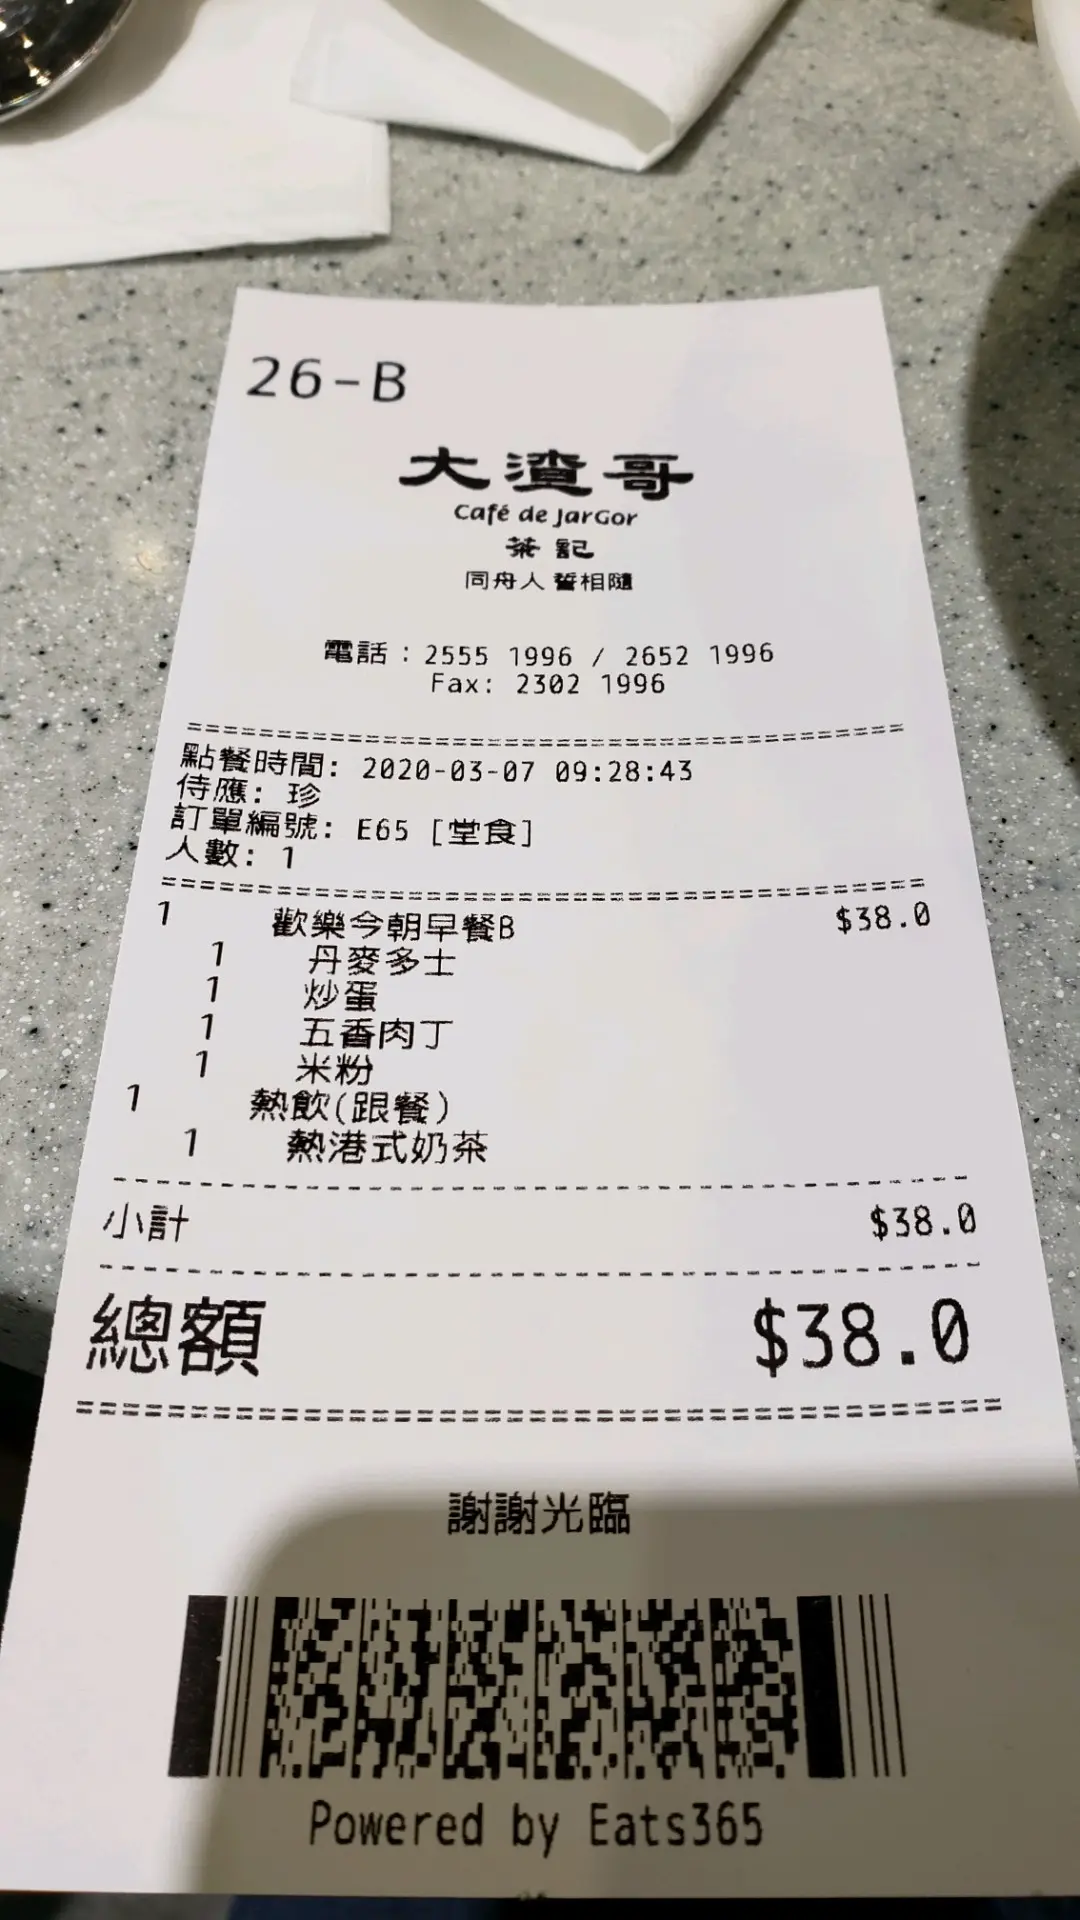 26-B
大渣哥
Café de JarGor
茶記
同舟人 誓相隨
電話：2555 1996 / 2652 1996
Fax: 2302 1996
點餐時間: 2020-03-07 09:28:43
侍應: 珍
訂單編號: E65 [堂食]
人數: 1
1 歡樂今朝早餐B $38.0
1 丹麥多士
1 炒蛋
1 五香肉丁
1 米粉
1 熱飲(跟餐)
1 熱港式奶茶
小計 $38.0
總額 $38.0
謝謝光臨
Powered by Eats365